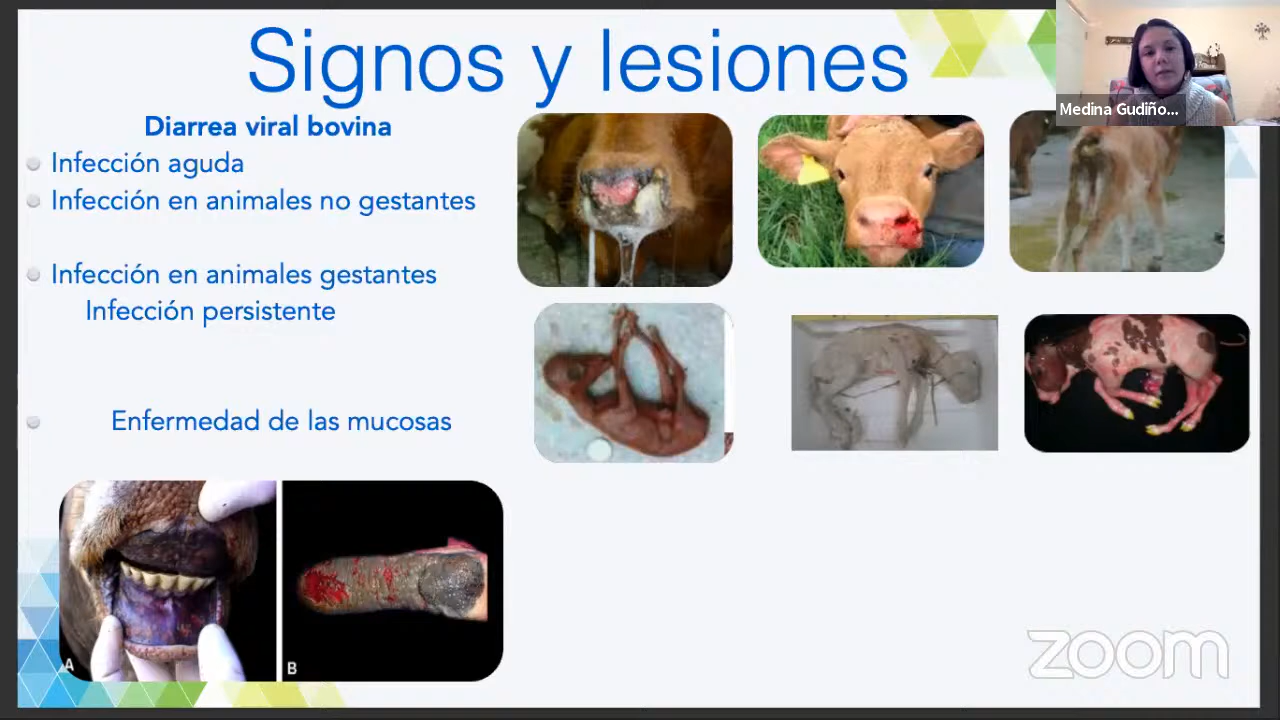 Signos y lesiones
Medina Gudiño...
Diarrea viral bovina
Infección aguda
Infección en animales no gestantes
Infección en animales gestantes
Infección persistente
Enfermedad de las mucosas
A
B
zoom